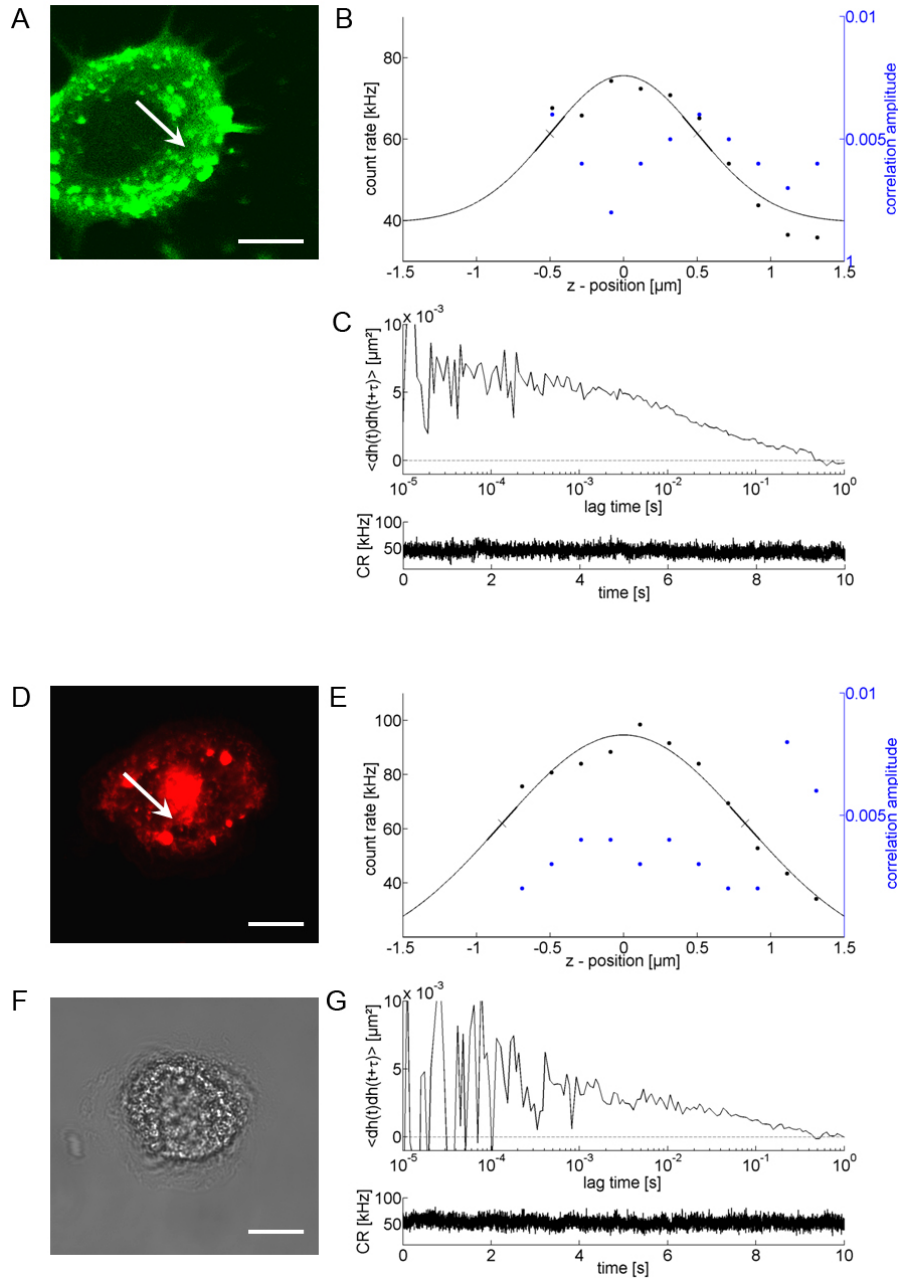 A
B
0.01
80
60
40
count rate [kHz]
0.005
1
correlation amplitude
-1.5 -1 -0.5 0 0.5 1 1.5
z - position [µm]
C
10 x 10⁻³
5
0
<dh(t)dh(t+τ)> [µm²]
10⁻⁵ 10⁻⁴ 10⁻³ 10⁻² 10⁻¹ 10⁰
lag time [s]
100
50
CR [kHz]
0 2 4 6 8 10
time [s]
D
E
0.01
100
80
60
40
count rate [kHz]
0.005
correlation amplitude
-1.5 -1 -0.5 0 0.5 1 1.5
z - position [µm]
F
G
10 x 10⁻³
5
0
<dh(t)dh(t+τ)> [µm²]
10⁻⁵ 10⁻⁴ 10⁻³ 10⁻² 10⁻¹ 10⁰
lag time [s]
100
50
CR [kHz]
0 2 4 6 8 10
time [s]